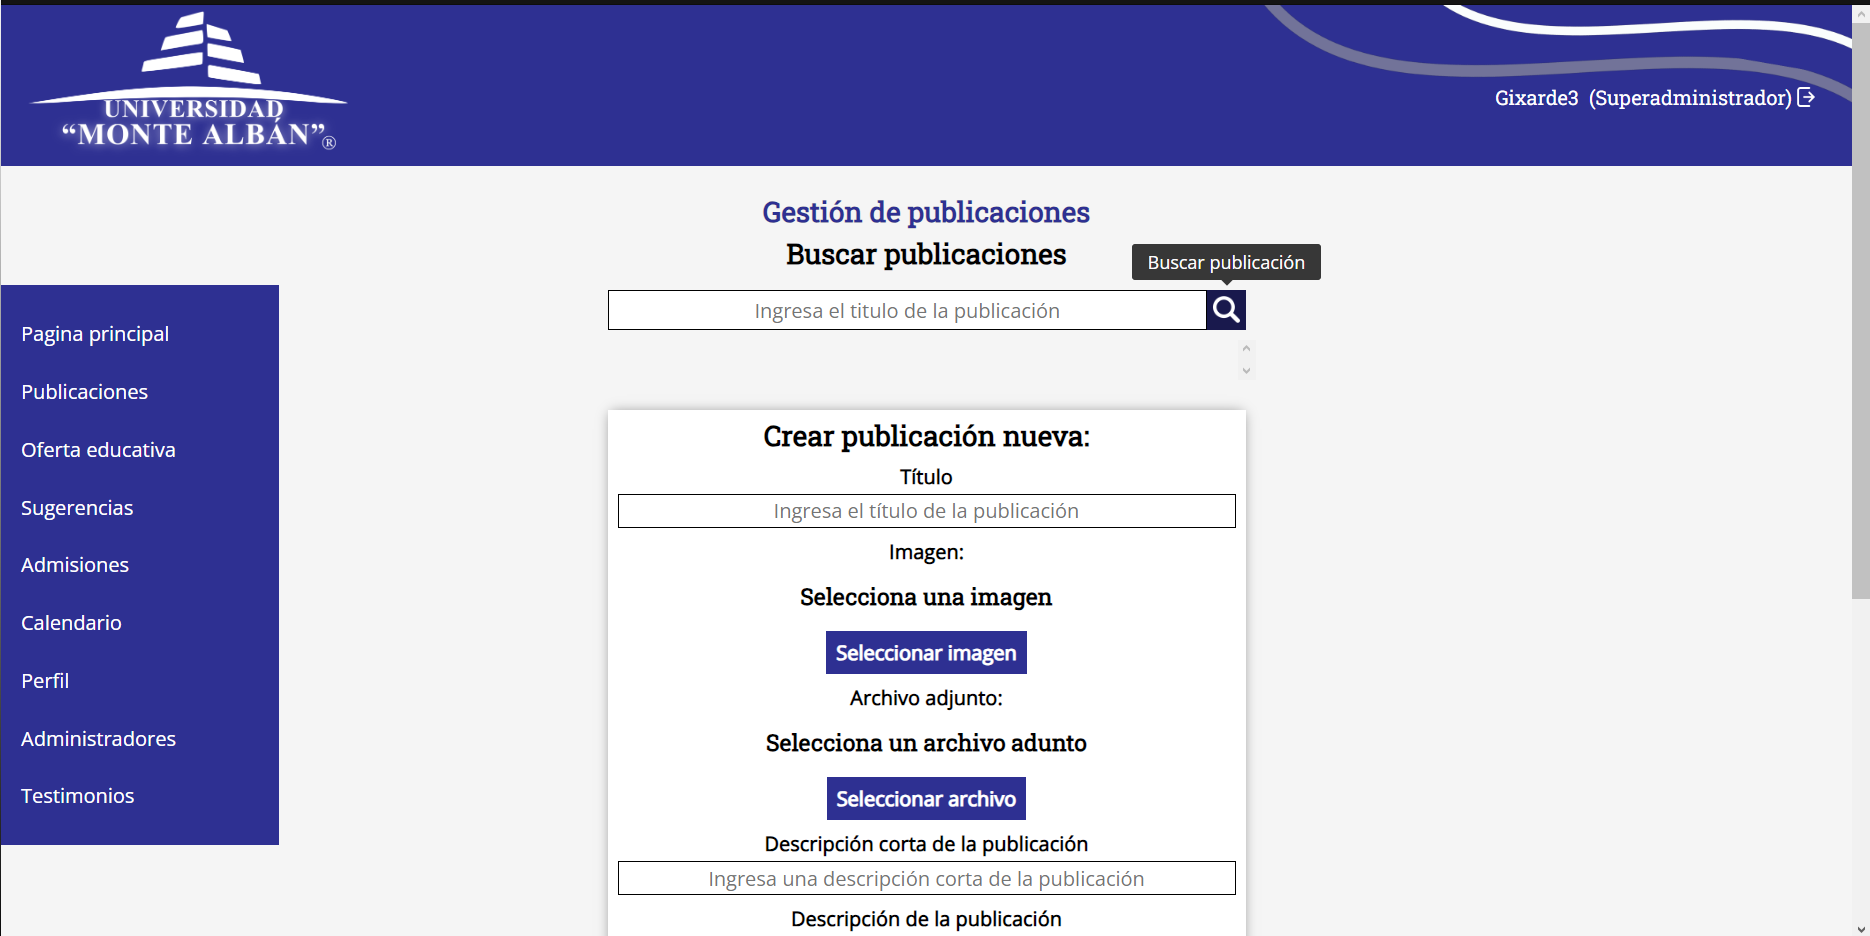 UNIVERSIDAD
“MONTE ALBÁN”®
Gixarde3 (Superadministrador)
Gestión de publicaciones
Buscar publicaciones
Buscar publicación
Ingresa el titulo de la publicación
Pagina principal
Publicaciones
Oferta educativa
Sugerencias
Admisiones
Calendario
Perfil
Administradores
Testimonios
Crear publicación nueva:
Título
Ingresa el título de la publicación
Imagen:
Selecciona una imagen
Seleccionar imagen
Archivo adjunto:
Selecciona un archivo adunto
Seleccionar archivo
Descripción corta de la publicación
Ingresa una descripción corta de la publicación
Descripción de la publicación